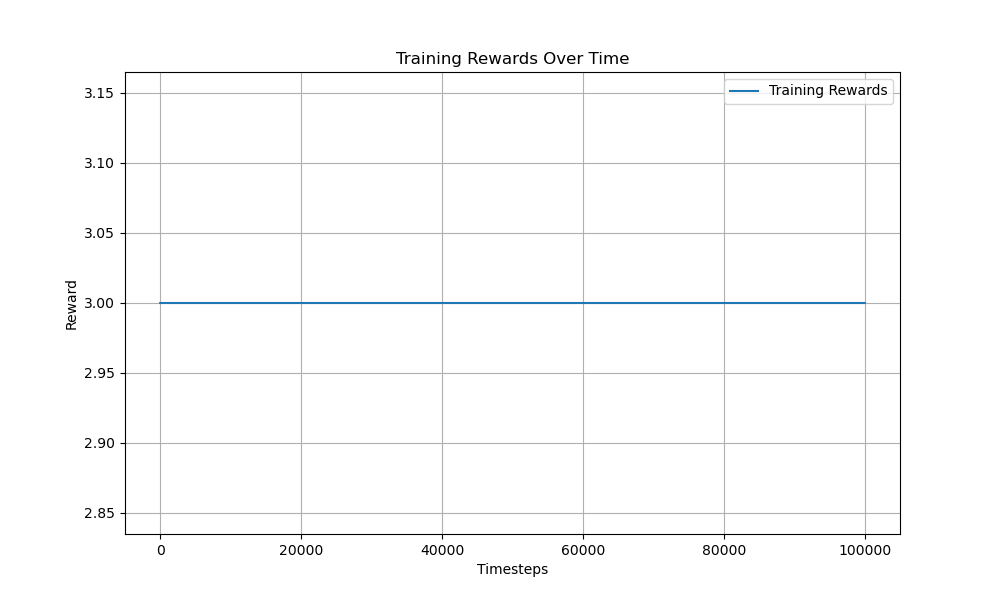 Training Rewards Over Time
Training Rewards
3.15
3.10
3.05
3.00
2.95
2.90
2.85
Reward
0 20000 40000 60000 80000 100000
Timesteps